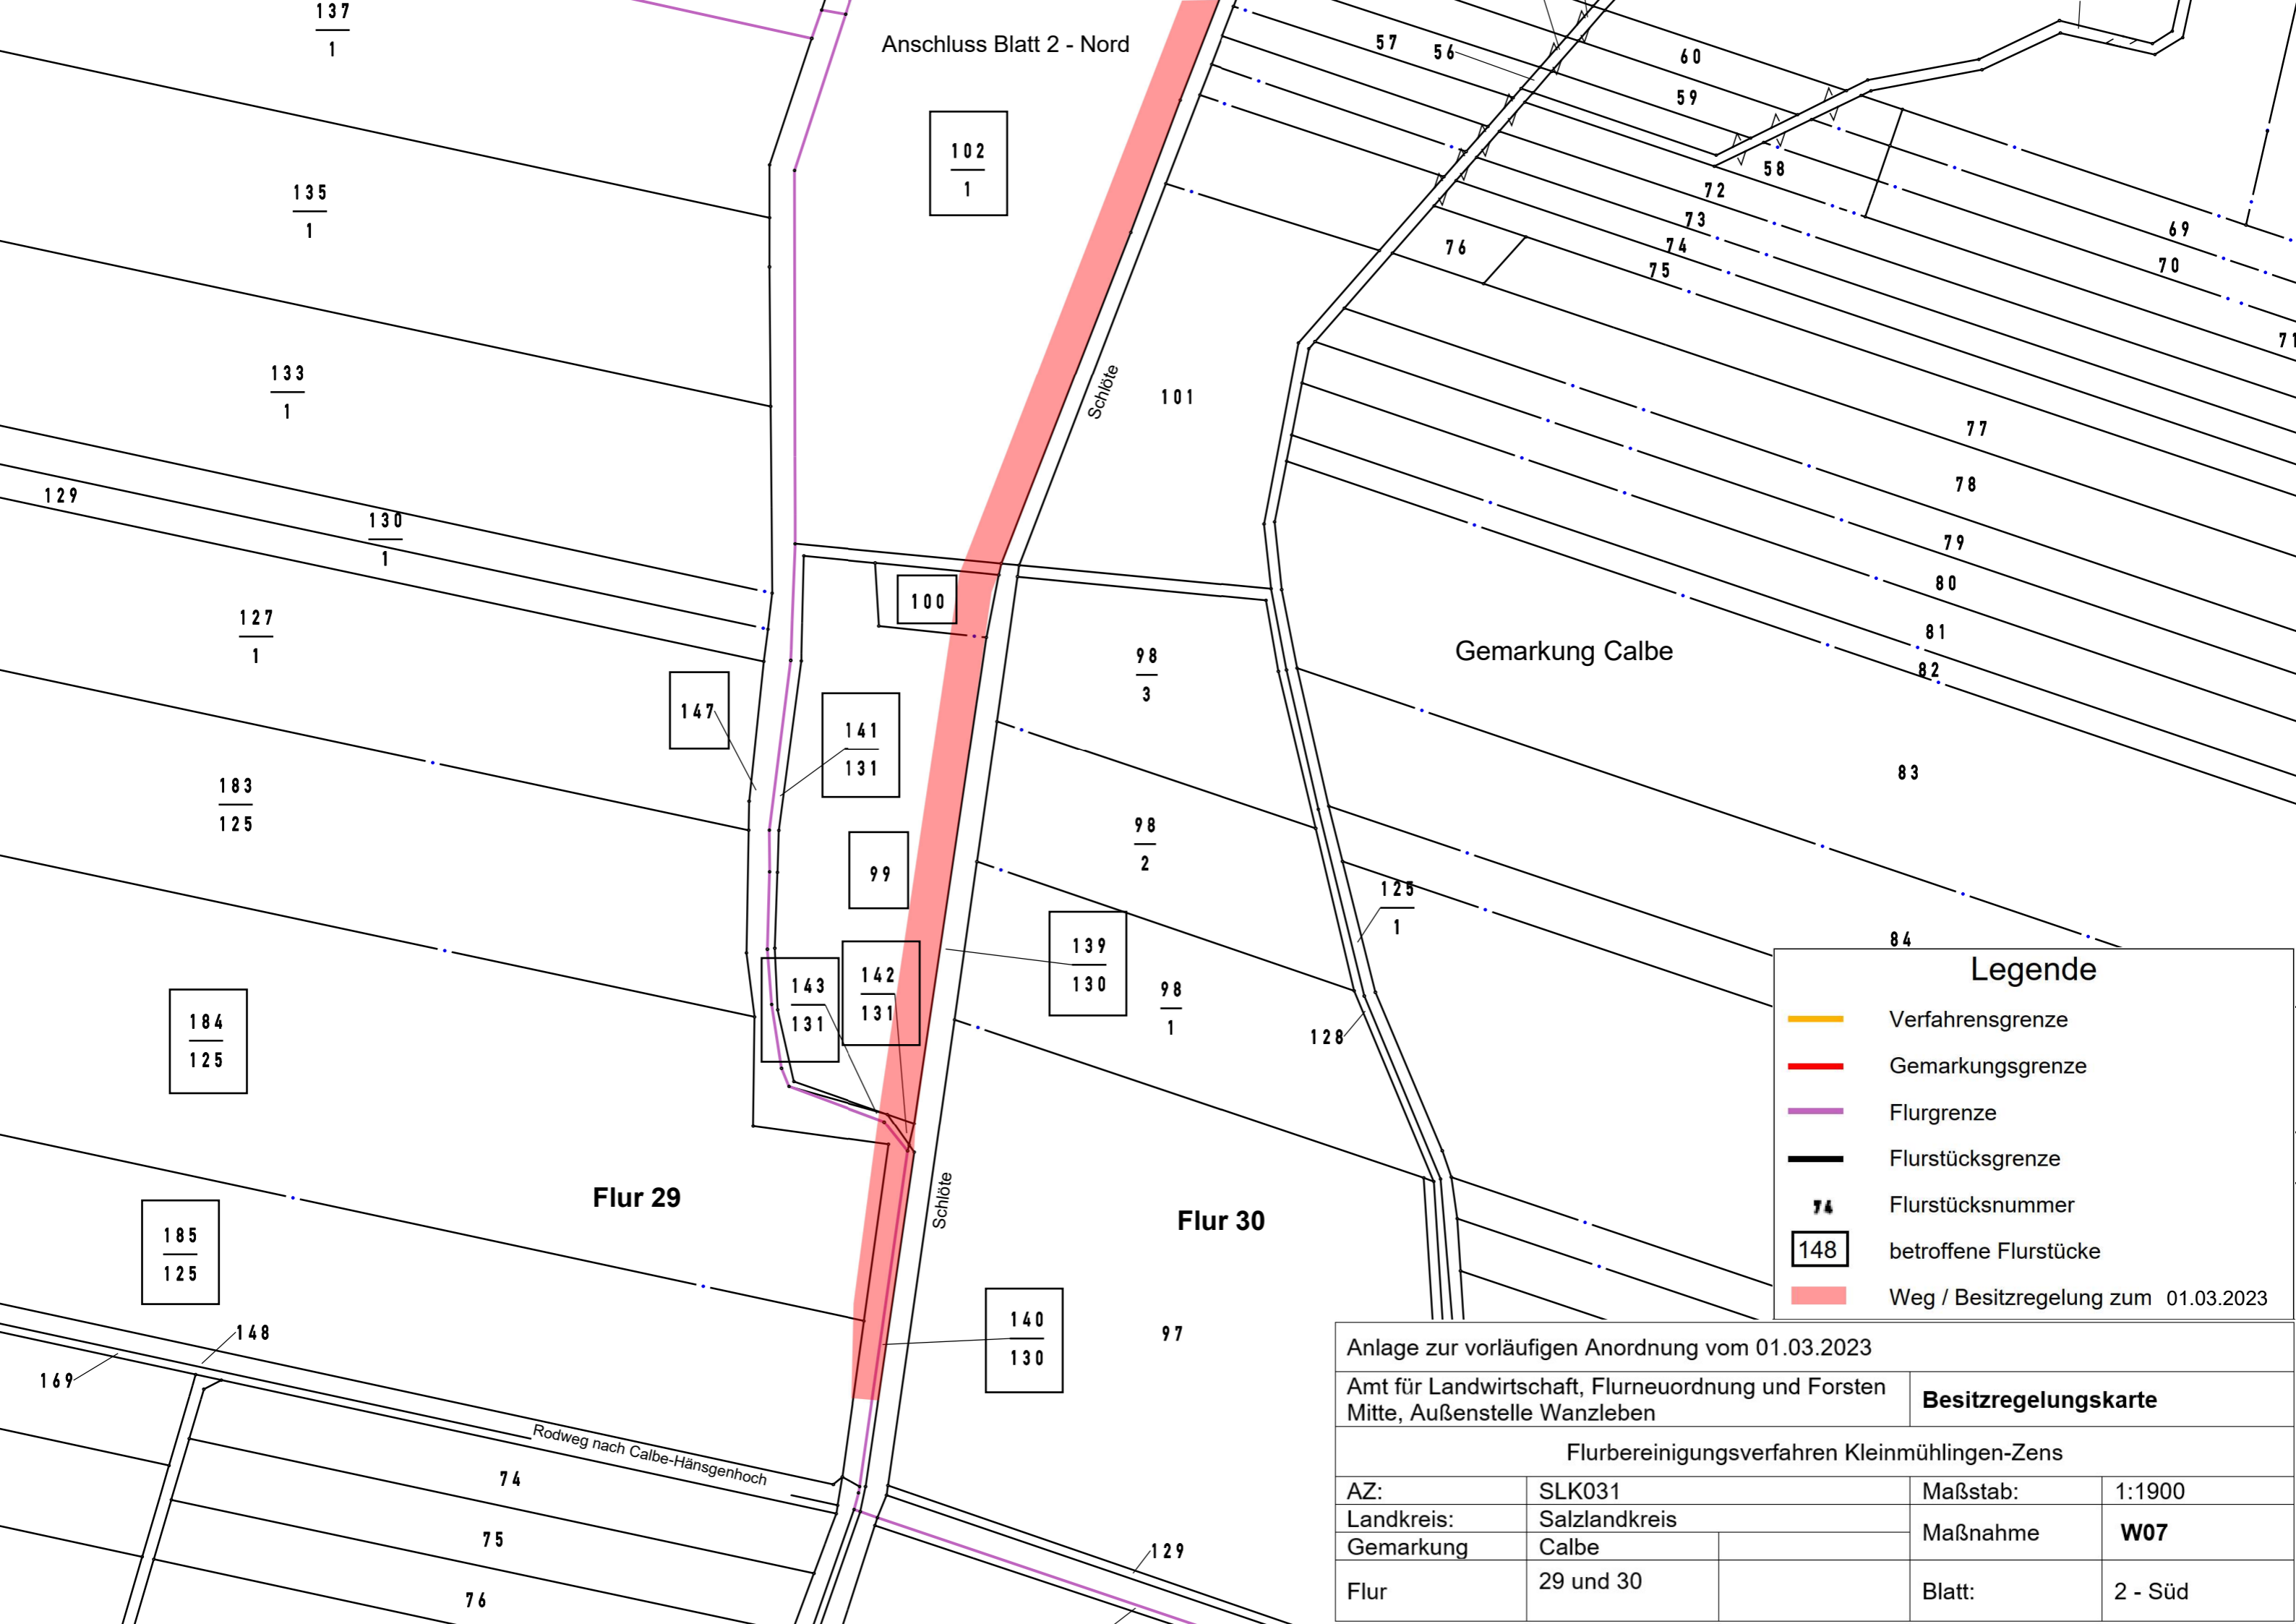 137
1
Anschluss Blatt 2 - Nord
57
56
60
59
58
102
1
135
1
72
73
74
75
76
69
70
71
133
1
Schlöte
101
77
78
79
80
81
82
129
130
1
100
127
1
98
3
Gemarkung Calbe
147
141
131
183
125
83
98
2
99
125
1
84
139
130
142
131
143
131
98
1
184
125
128
Schlöte
Flur 29
Flur 30
185
125
140
130
97
148
169
Rodweg nach Calbe-Hänsgenhoch
74
75
76
129
Legende
Verfahrensgrenze
Gemarkungsgrenze
Flurgrenze
Flurstücksgrenze
74 Flurstücksnummer
148 betroffene Flurstücke
Weg / Besitzregelung zum 01.03.2023
Anlage zur vorläufigen Anordnung vom 01.03.2023
Amt für Landwirtschaft, Flurneuordnung und Forsten
Mitte, Außenstelle Wanzleben
Besitzregelungskarte
Flurbereinigungsverfahren Kleinmühlingen-Zens
AZ: SLK031 Maßstab: 1:1900
Landkreis: Salzlandkreis
Maßnahme W07
Gemarkung Calbe
Flur 29 und 30 Blatt: 2 - Süd